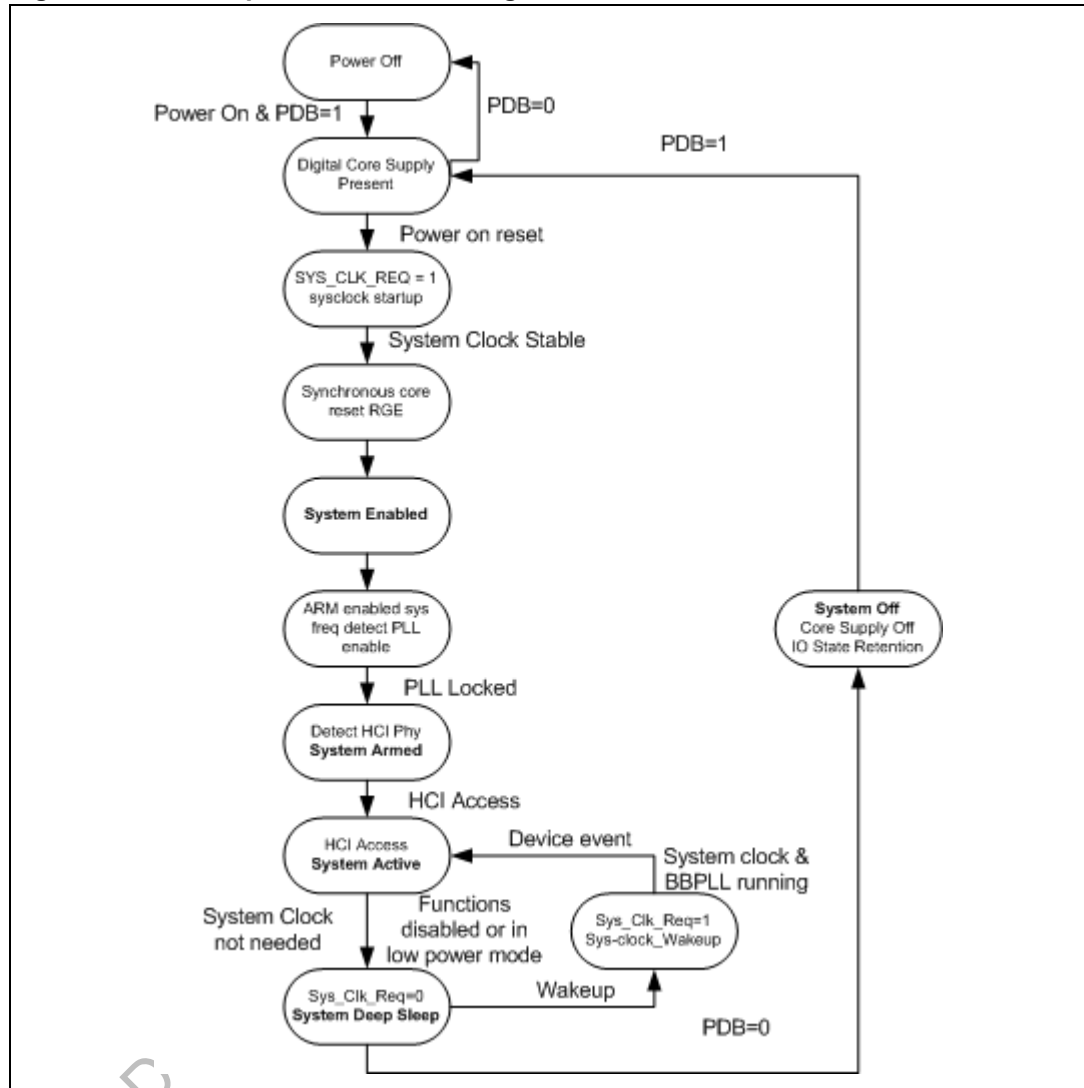 Power Off
Power On & PDB=1
PDB=0
PDB=1
Digital Core Supply
Present
Power on reset
SYS_CLK_REQ = 1
sysclock startup
System Clock Stable
Synchronous core
reset RGE
System Enabled
ARM enabled sys
freq detect PLL
enable
System Off
Core Supply Off
IO State Retention
PLL Locked
Detect HCI Phy
System Armed
HCI Access
HCI Access
System Active
Device event
System clock &
BBPLL running
System Clock
not needed
Functions
disabled or in
low power mode
Sys_Clk_Req=1
Sys-clock_Wakeup
Sys_Clk_Req=0
System Deep Sleep
Wakeup
PDB=0